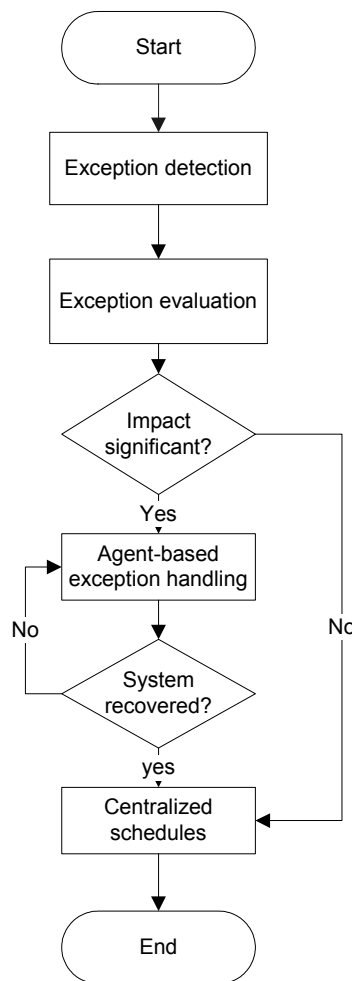 Start
Exception detection
Exception evaluation
Impact
significant?
Yes
Agent-based
exception handling
No
No
System
recovered?
yes
Centralized
schedules
End